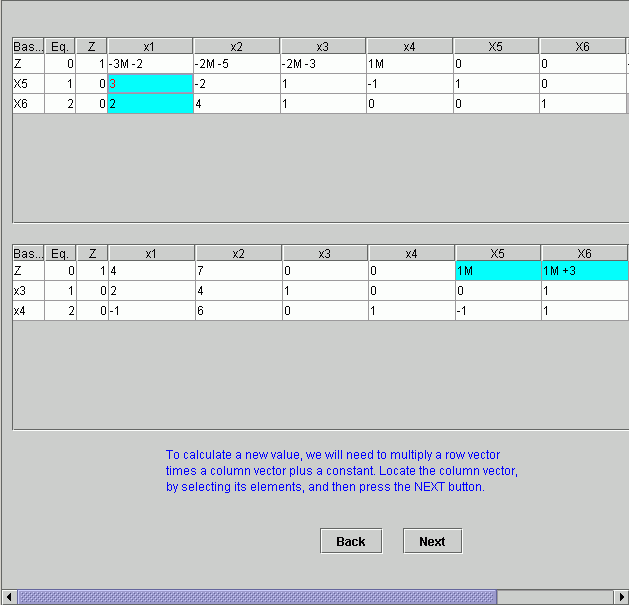 Bas... Eq. Z x1 x2 x3 x4 X5 X6
Z 0 1 -3M -2 -2M -5 -2M -3 1M 0 0 -
X5 1 0 3 -2 1 -1 1 0
X6 2 0 2 4 1 0 0 1
Bas... Eq. Z x1 x2 x3 x4 X5 X6
Z 0 1 4 7 0 0 1M 1M +3
x3 1 0 2 4 1 0 0 1
x4 2 0 -1 6 0 1 -1 1
To calculate a new value, we will need to multiply a row vector
times a column vector plus a constant. Locate the column vector,
by selecting its elements, and then press the NEXT button.
Back Next